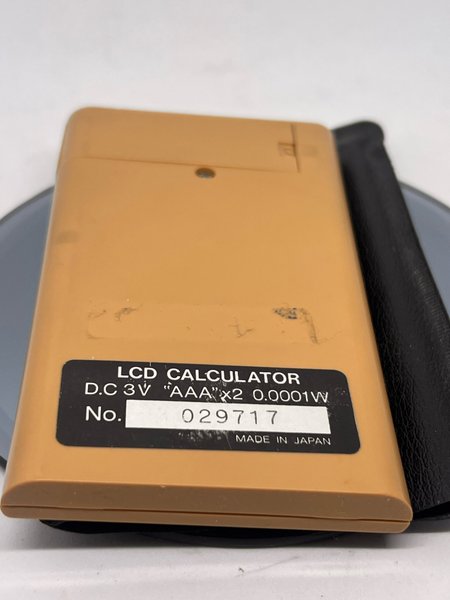 LCD CALCULATOR
D.C 3V "AAA"x2 0.0001W
No. 029717
MADE IN JAPAN